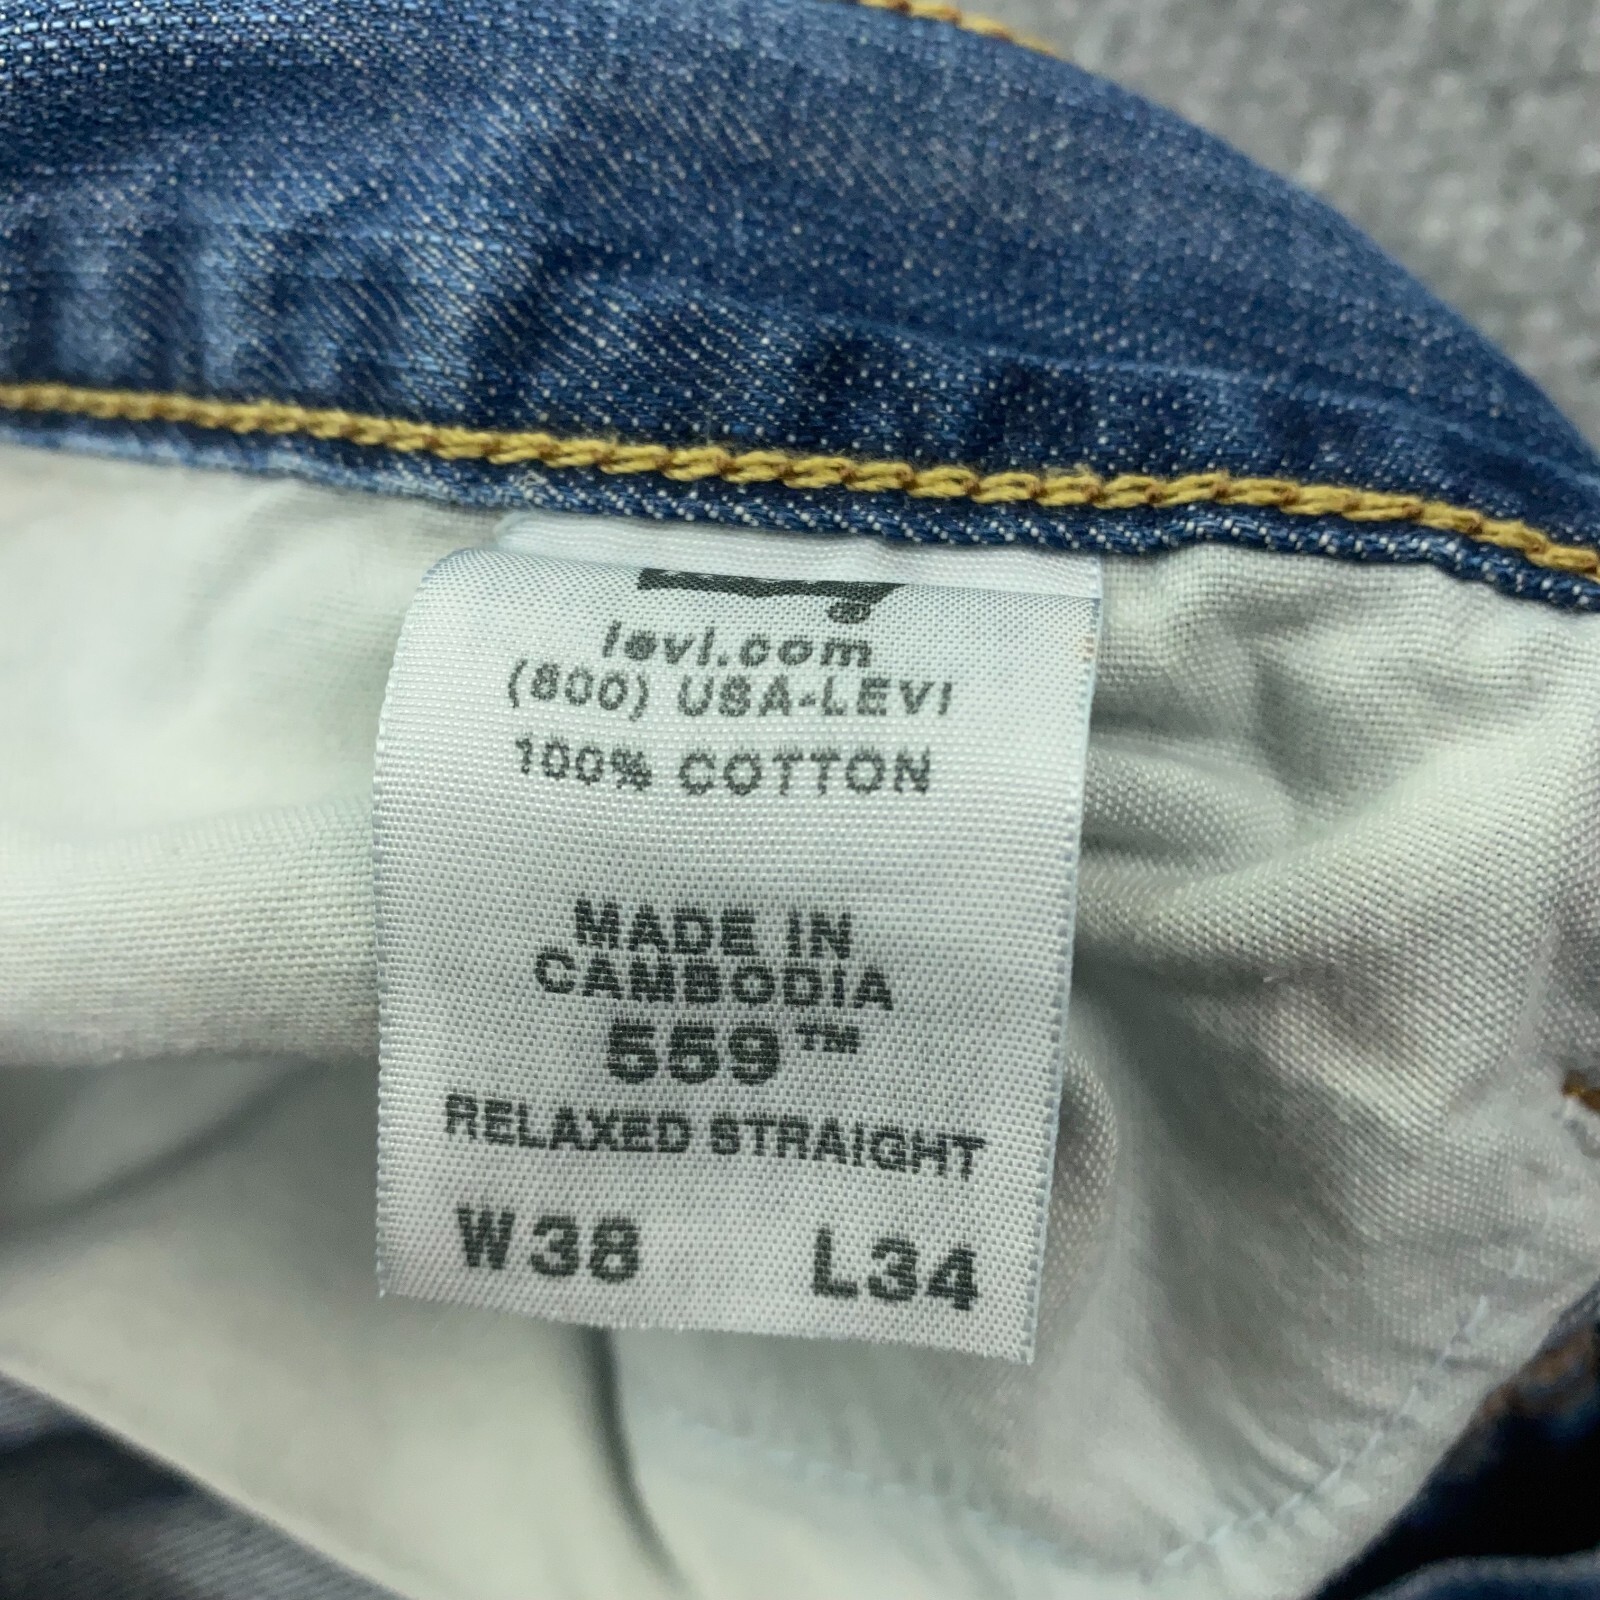 levi.com
(800) USA-LEVI
100% COTTON
MADE IN
CAMBODIA
559™
RELAXED STRAIGHT
W38 L34